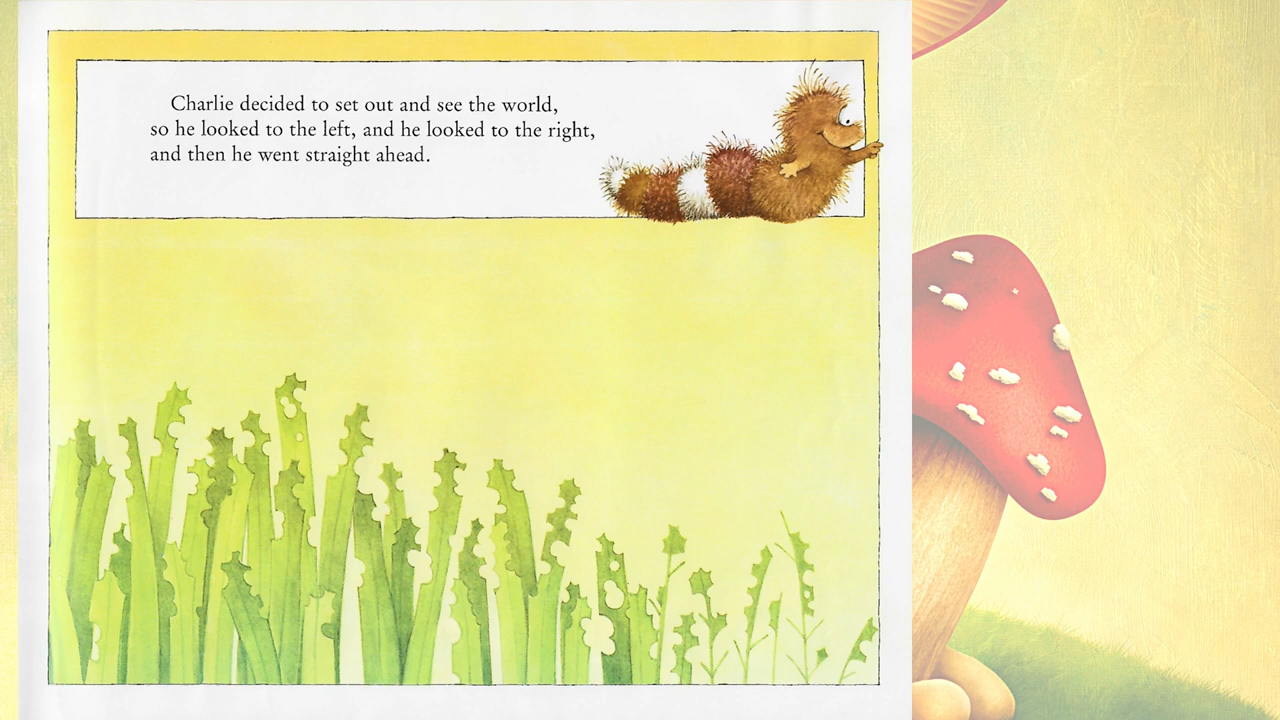 Charlie decided to set out and see the world,
so he looked to the left, and he looked to the right,
and then he went straight ahead.